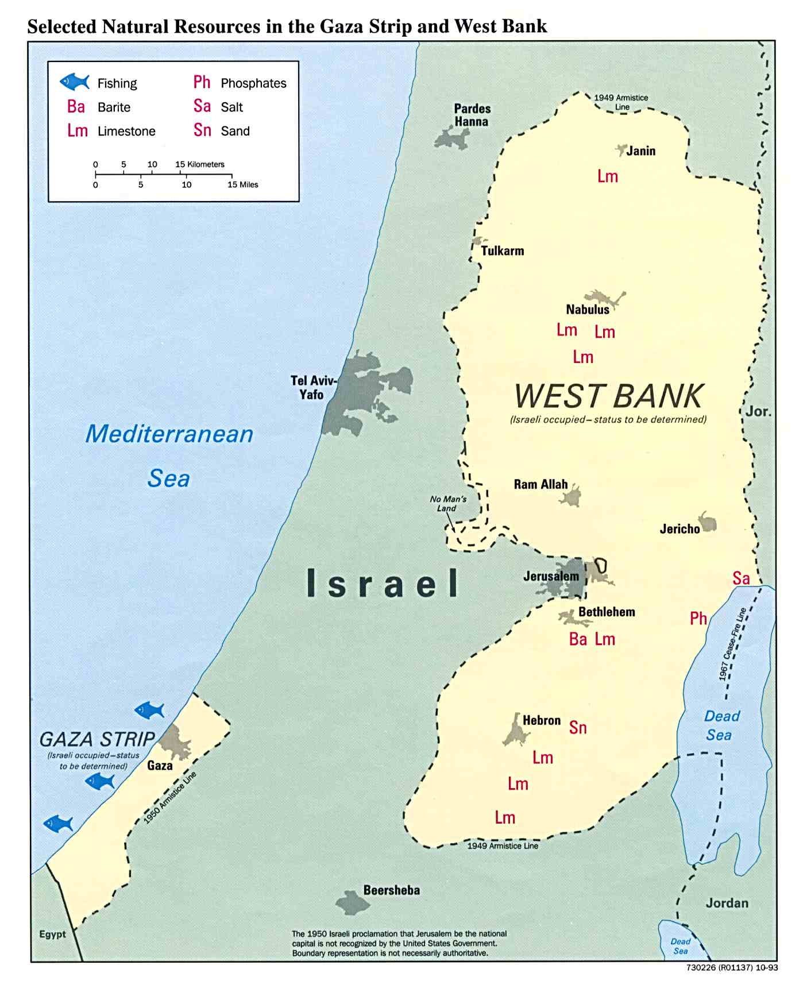 Selected Natural Resources in the Gaza Strip and West Bank
Fishing
Ph Phosphates
Ba Barite
Sa Salt
Lm Limestone
Sn Sand
0 5 10 15 Kilometers
0 5 10 15 Miles
1949 Armistice
Line
Pardes
Hanna
Janin
Lm
Tulkarm
Nabulus
Lm Lm
Lm
Tel Aviv-
Yafo
WEST BANK
(Israeli occupied–status to be determined)
Jor.
Mediterranean
Sea
Ram Allah
No Man's
Land
Jericho
Israel
Jerusalem
Sa
Bethlehem
Ph
Ba Lm
1967 Cease-Fire Line
Dead
Sea
Hebron
Sn
Lm
Lm
Lm
1949 Armistice Line
GAZA STRIP
(Israeli occupied–status
to be determined)
Gaza
1950 Armistice Line
Beersheba
Jordan
Egypt
The 1950 Israeli proclamation that Jerusalem be the national
capital is not recognized by the United States Government.
Boundary representation is not necessarily authoritative.
Dead
Sea
730226 (R01137) 10-93